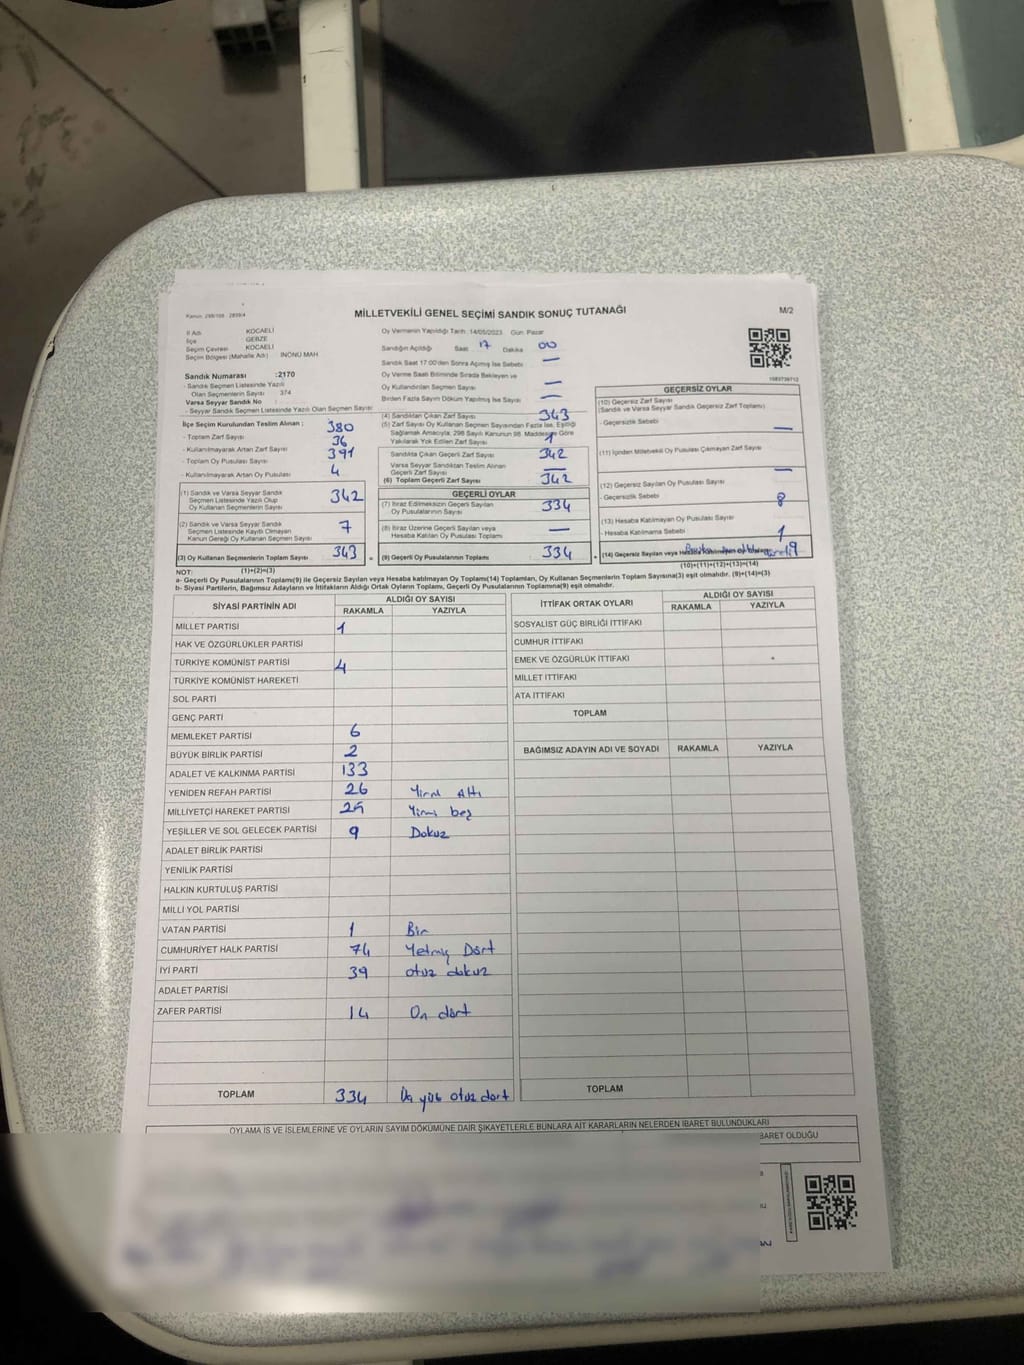 Kanun: 298/105 2839/4
MİLLETVEKİLİ GENEL SEÇİMİ SANDIK SONUÇ TUTANAĞI
M/2
İl Adı KOCAELİ
İlçe GEBZE
Seçim Çevresi KOCAELİ
Seçim Bölgesi (Mahalle Adı) İNÖNÜ MAH
Sandık Numarası :2170
- Sandık Seçmen Listesinde Yazılı
Olan Seçmenlerin Sayısı : 374
Varsa Seyyar Sandık No :
- Seyyar Sandık Seçmen Listesinde Yazılı Olan Seçmen Sayısı
İlçe Seçim Kurulundan Teslim Alınan :
- Toplam Zarf Sayısı 380
- Kullanılmayarak Artan Zarf Sayısı 36
- Toplam Oy Pusulası Sayısı 391
- Kullanılmayarak Artan Oy Pusulası 4
(1) Sandık ve Varsa Seyyar Sandık
Seçmen Listesinde Yazılı Olup
Oy Kullanan Seçmenlerin Sayısı 342
(2) Sandık ve Varsa Seyyar Sandık
Seçmen Listesinde Kayıtlı Olmayan
Kanun Gereği Oy Kullanan Seçmen Sayısı
(3) Oy Kullanan Seçmenlerin Toplam Sayısı 343 =
(1)+(2)=(3)
Oy Vermenin Yapıldığı Tarih :14/05/2023 Gün: Pazar
Sandığın Açıldığı Saat 17 Dakika 00
Sandık Saat 17:00'den Sonra Açılmış İse Sebebi —
Oy Verme Saati Bitiminde Sırada Bekleyen ve
Oy Kullandırılan Seçmen Sayısı —
Birden Fazla Sayım Döküm Yapılmış İse Sayısı —
(4) Sandıktan Çıkan Zarf Sayısı 343
(5) Zarf Sayısı Oy Kullanan Seçmen Sayısından Fazla İse, Eşitliği
Sağlamak Amacıyla, 298 Sayılı Kanunun 98. Maddesine Göre
Yakılarak Yok Edilen Zarf Sayısı 1
Sandıkta Çıkan Geçerli Zarf Sayısı 342
Varsa Seyyar Sandıktan Teslim Alınan
Geçerli Zarf Sayısı —
(6) Toplam Geçerli Zarf Sayısı 342
GEÇERLİ OYLAR
(7) İtiraz Edilmeksizin Geçerli Sayılan
Oy Pusulalarının Sayısı 334
(8) İtiraz Üzerine Geçerli Sayılan veya
Hesaba Katılan Oy Pusulası Toplamı —
(9) Geçerli Oy Pusulalarının Toplamı 334 +
1083739712
GEÇERSİZ OYLAR
(10) Geçersiz Zarf Sayısı
(Sandık ve Varsa Seyyar Sandık Geçersiz Zarf Toplamı)
- Geçersizlik Sebebi —
(11) İçinden Milletvekili Oy Pusulası Çıkmayan Zarf Sayısı
—
(12) Geçersiz Sayılan Oy Pusulası Sayısı
- Geçersizlik Sebebi 8
(13) Hesaba Katılmayan Oy Pusulası Sayısı
- Hesaba Katılmama Sebebi 1
(14) Geçersiz Sayılan veya Hesaba Katılmayan Oy 9
(10)+(11)+(12)+(13)=(14)
NOT:
a- Geçerli Oy Pusulalarının Toplamı(9) ile Geçersiz Sayılan veya Hesaba katılmayan Oy Toplamı(14) Toplamları, Oy Kullanan Seçmenlerin Toplam Sayısına(3) eşit olmalıdır. (9)+(14)=(3)
b- Siyasi Partilerin, Bağımsız Adayların ve İttifakların Aldığı Ortak Oyların Toplamı, Geçerli Oy Pusulalarının Toplamına(9) eşit olmalıdır.
SİYASİ PARTİNİN ADI ALDIĞI OY SAYISI
RAKAMLA YAZIYLA
MİLLET PARTİSİ 1
HAK VE ÖZGÜRLÜKLER PARTİSİ
TÜRKİYE KOMÜNİST PARTİSİ 4
TÜRKİYE KOMÜNİST HAREKETİ
SOL PARTİ
GENÇ PARTİ
MEMLEKET PARTİSİ 6
BÜYÜK BİRLİK PARTİSİ 2
ADALET VE KALKINMA PARTİSİ 133
YENİDEN REFAH PARTİSİ 26 Yirmi Altı
MİLLİYETÇİ HAREKET PARTİSİ 25 Yirmi beş
YEŞİLLER VE SOL GELECEK PARTİSİ 9 Dokuz
ADALET BİRLİK PARTİSİ
YENİLİK PARTİSİ
HALKIN KURTULUŞ PARTİSİ
MİLLİ YOL PARTİSİ
VATAN PARTİSİ 1 Bir
CUMHURİYET HALK PARTİSİ 74 Yetmiş Dört
İYİ PARTİ 39 otuz dokuz
ADALET PARTİSİ
ZAFER PARTİSİ 14 On dört
TOPLAM 334 Üç yüz otuz dört
İTTİFAK ORTAK OYLARI ALDIĞI OY SAYISI
RAKAMLA YAZIYLA
SOSYALİST GÜÇ BİRLİĞİ İTTİFAKI
CUMHUR İTTİFAKI
EMEK VE ÖZGÜRLÜK İTTİFAKI
MİLLET İTTİFAKI
ATA İTTİFAKI
TOPLAM
BAĞIMSIZ ADAYIN ADI VE SOYADI RAKAMLA YAZIYLA
TOPLAM
OYLAMA İŞ VE İŞLEMLERİNE VE OYLARIN SAYIM DÖKÜMÜNE DAİR ŞİKAYETLERLE BUNLARA AİT KARARLARIN NELERDEN İBARET BULUNDUKLARI
BARET OLDUĞU